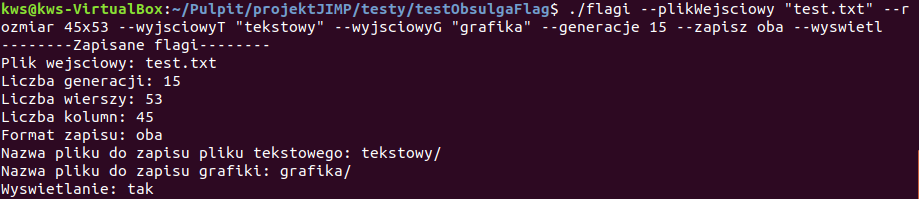 kws@kws-VirtualBox:~/Pulpit/projektJIMP/testy/testObsulgaFlag$ ./flagi --plikWejsciowy "test.txt" --r
ozmiar 45x53 --wyjsciowyT "tekstowy" --wyjsciowyG "grafika" --generacje 15 --zapisz oba --wyswietl
--------Zapisane flagi--------
Plik wejsciowy: test.txt
Liczba generacji: 15
Liczba wierszy: 53
Liczba kolumn: 45
Format zapisu: oba
Nazwa pliku do zapisu pliku tekstowego: tekstowy/
Nazwa pliku do zapisu grafiki: grafika/
Wyswietlanie: tak